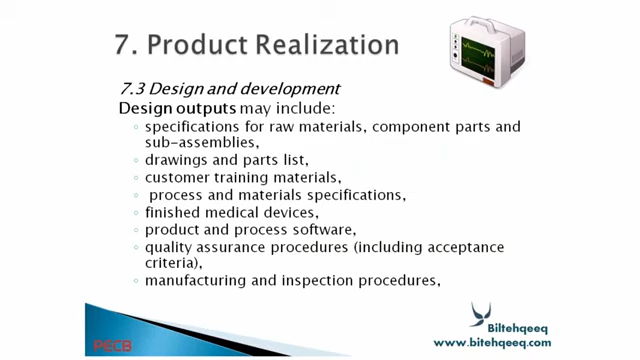 7. Product Realization
7.3 Design and development
Design outputs may include:
specifications for raw materials, component parts and
sub-assemblies,
drawings and parts list,
customer training materials,
process and materials specifications,
finished medical devices,
product and process software,
quality assurance procedures (including acceptance
criteria),
manufacturing and inspection procedures,
Biltehqeeq
PECB
www.bitehqeeq.com